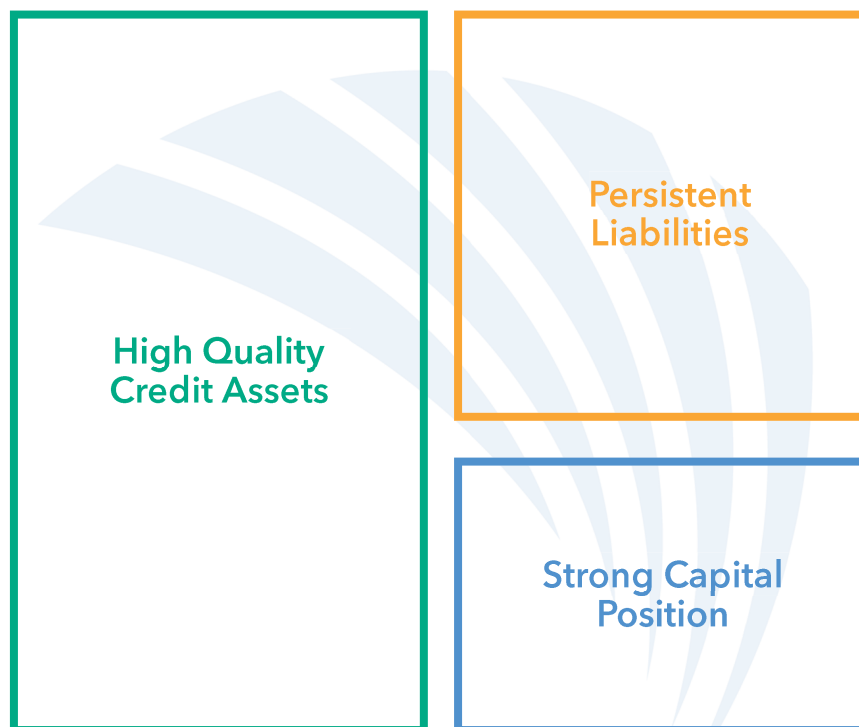 High Quality
Credit Assets
Persistent
Liabilities
Strong Capital
Position